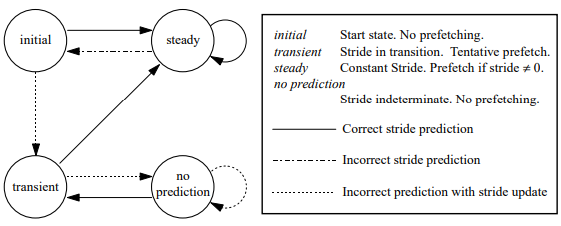 initial
steady
transient
no
prediction
initial Start state. No prefetching.
transient Stride in transition. Tentative prefetch.
steady Constant Stride. Prefetch if stride ≠ 0.
no prediction
Stride indeterminate. No prefetching.
Correct stride prediction
Incorrect stride prediction
Incorrect prediction with stride update